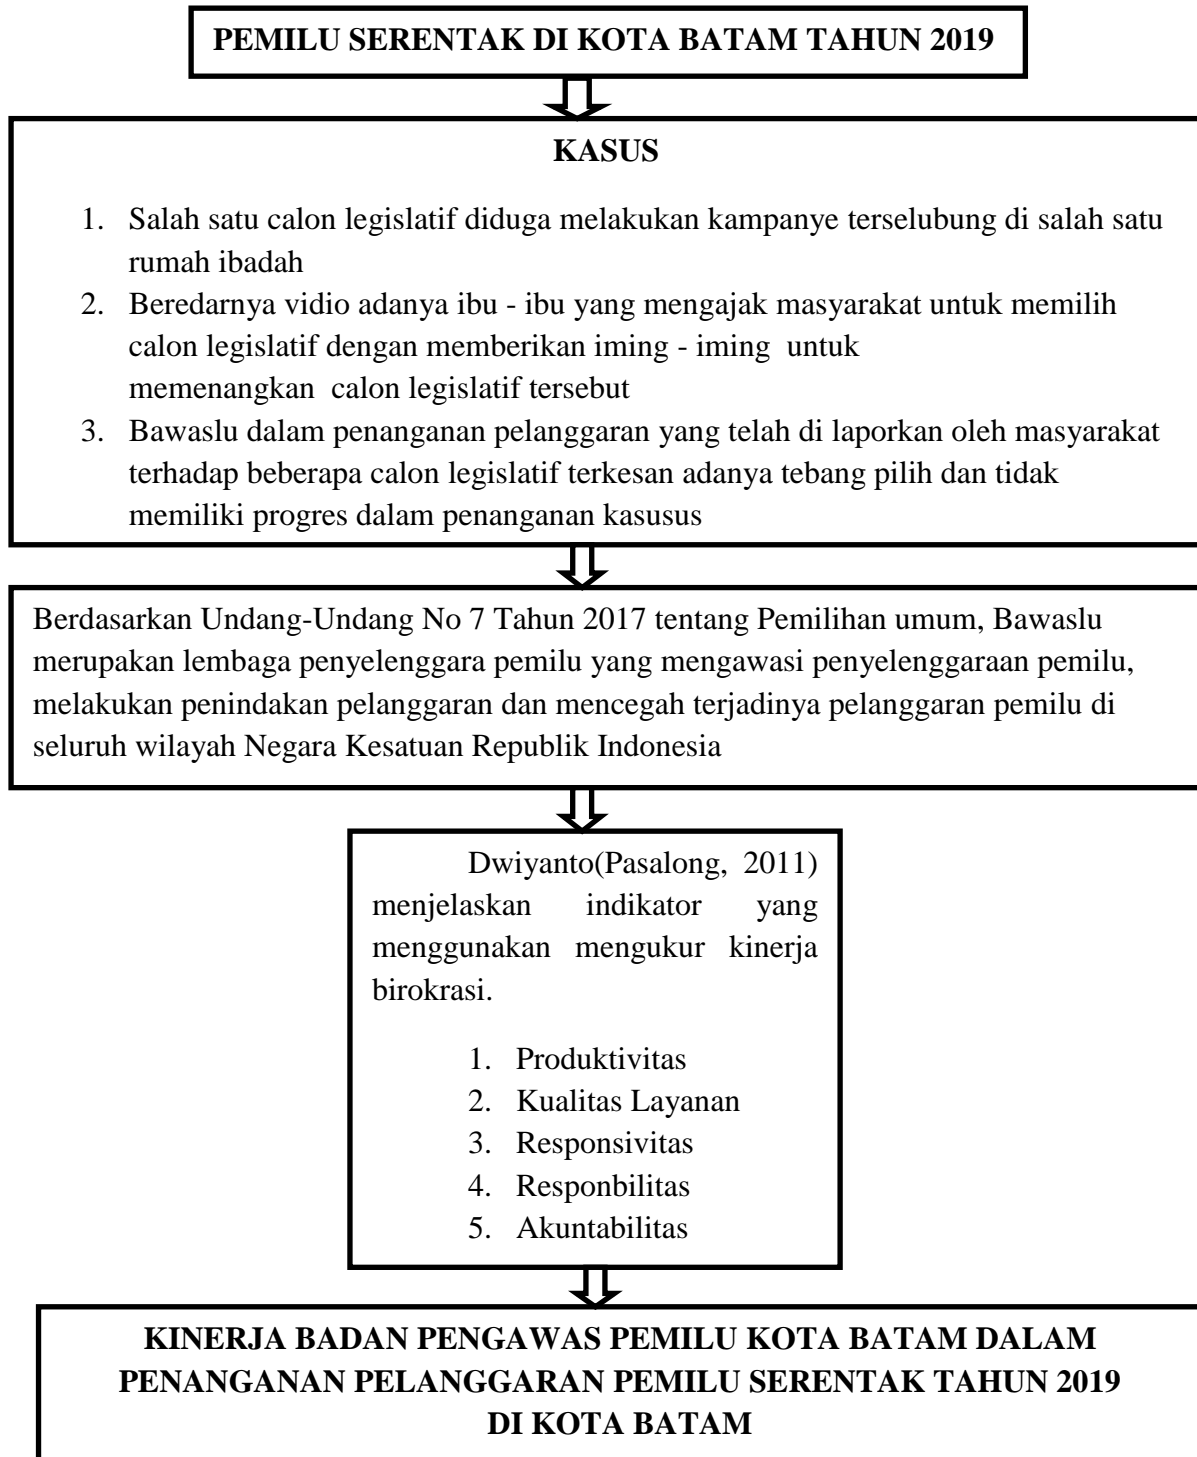 PEMILU SERENTAK DI KOTA BATAM TAHUN 2019
KASUS
1. Salah satu calon legislatif diduga melakukan kampanye terselubung di salah satu
rumah ibadah
2. Beredarnya vidio adanya ibu - ibu yang mengajak masyarakat untuk memilih
calon legislatif dengan memberikan iming - iming untuk
memenangkan calon legislatif tersebut
3. Bawaslu dalam penanganan pelanggaran yang telah di laporkan oleh masyarakat
terhadap beberapa calon legislatif terkesan adanya tebang pilih dan tidak
memiliki progres dalam penanganan kasusus
Berdasarkan Undang-Undang No 7 Tahun 2017 tentang Pemilihan umum, Bawaslu
merupakan lembaga penyelenggara pemilu yang mengawasi penyelenggaraan pemilu,
melakukan penindakan pelanggaran dan mencegah terjadinya pelanggaran pemilu di
seluruh wilayah Negara Kesatuan Republik Indonesia
Dwiyanto(Pasalong, 2011)
menjelaskan indikator yang
menggunakan mengukur kinerja
birokrasi.
1. Produktivitas
2. Kualitas Layanan
3. Responsivitas
4. Responbilitas
5. Akuntabilitas
KINERJA BADAN PENGAWAS PEMILU KOTA BATAM DALAM
PENANGANAN PELANGGARAN PEMILU SERENTAK TAHUN 2019
DI KOTA BATAM